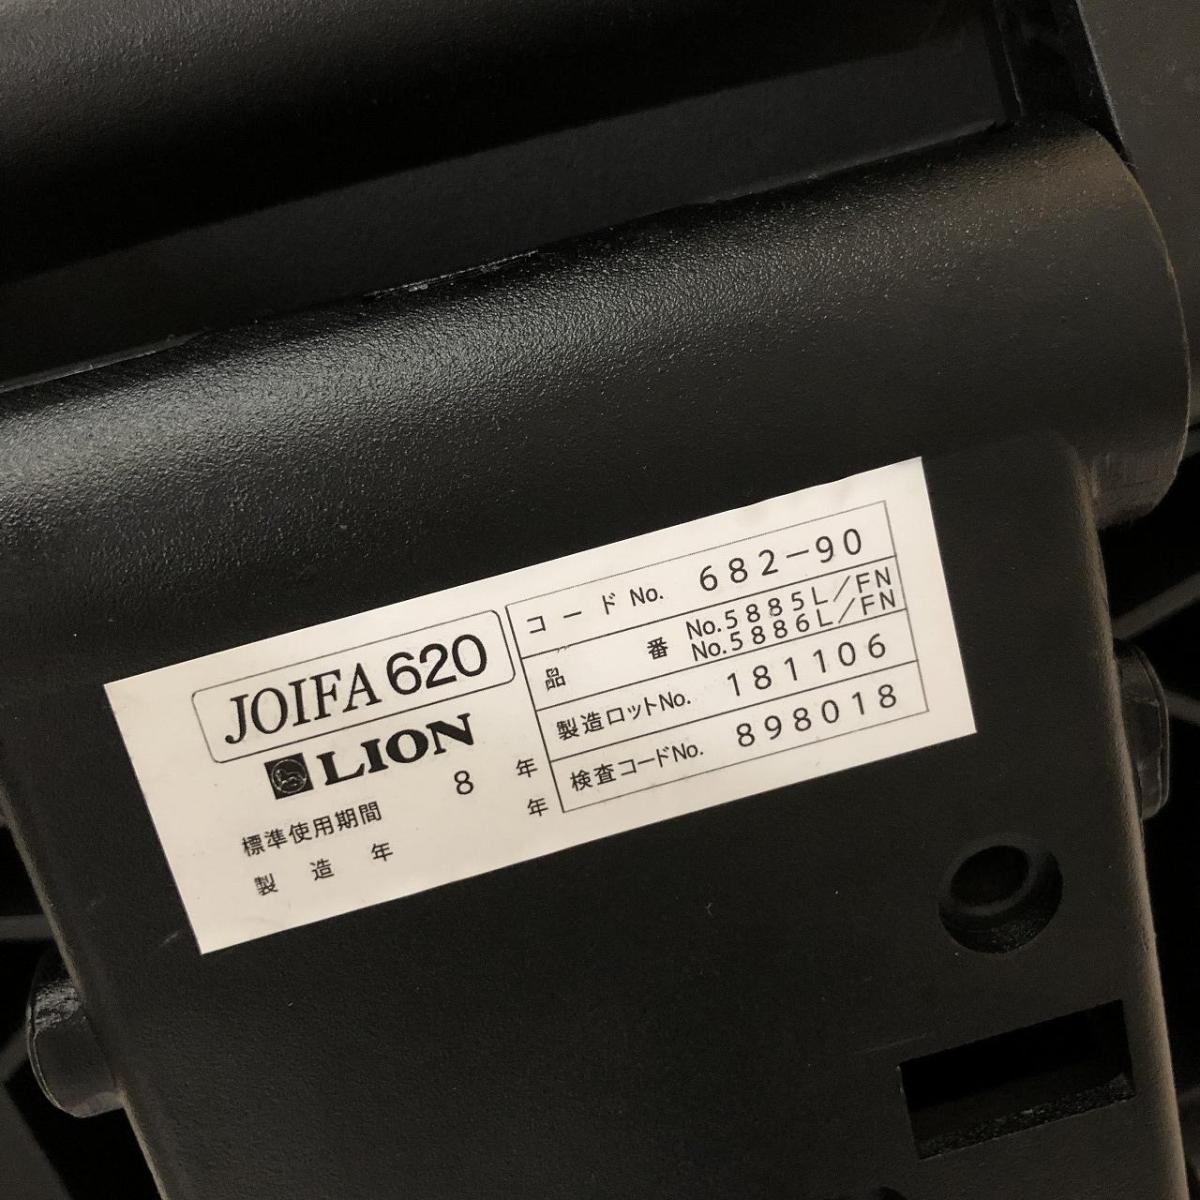 JOIFA 620
LION
標準使用期間 8 年
製造年 年
コードNo. 682-90
品番 No.5885L/FN
No.5886L/FN
製造ロットNo. 181106
検査コードNo. 898018